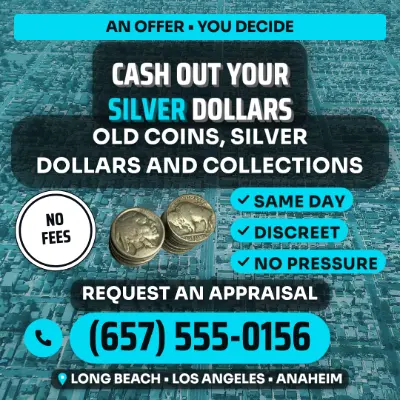 AN OFFER • YOU DECIDE
CASH OUT YOUR
SILVER DOLLARS
OLD COINS, SILVER
DOLLARS AND COLLECTIONS
NO
FEES
SAME DAY
DISCREET
NO PRESSURE
REQUEST AN APPRAISAL
(657) 555-0156
LONG BEACH • LOS ANGELES • ANAHEIM